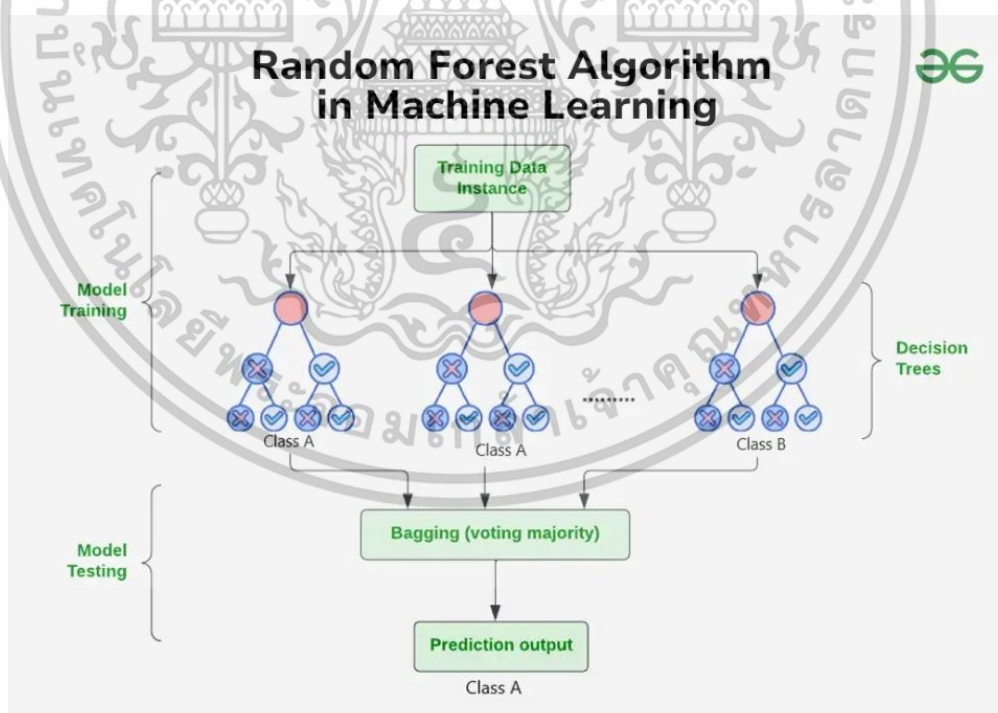 Random Forest Algorithm
in Machine Learning
Training Data
Instance
Model
Training
Decision
Trees
Class A
Class A
Class B
.........
Bagging (voting majority)
Model
Testing
Prediction output
Class A